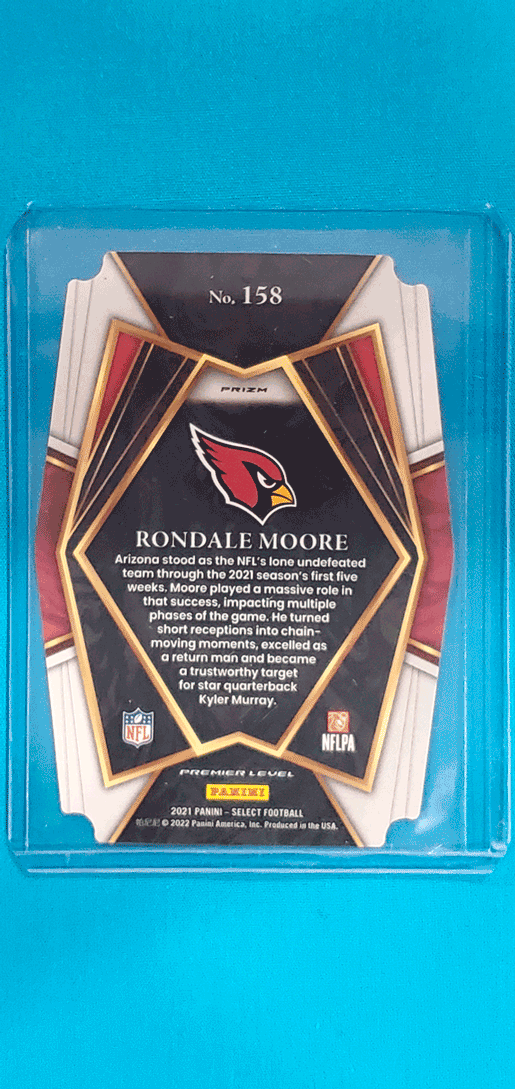 No. 158
PRIZM
RONDALE MOORE
Arizona stood as the NFL's lone undefeated
team through the 2021 season's first five
weeks. Moore played a massive role in
that success, impacting multiple
phases of the game. He turned
short receptions into chain-
moving moments, excelled as
a return man and became
a trustworthy target
for star quarterback
Kyler Murray.
NFL
NFLPA
PREMIER LEVEL
PANINI
2021 PANINI – SELECT FOOTBALL
© 2022 Panini America, Inc. Produced in the USA.